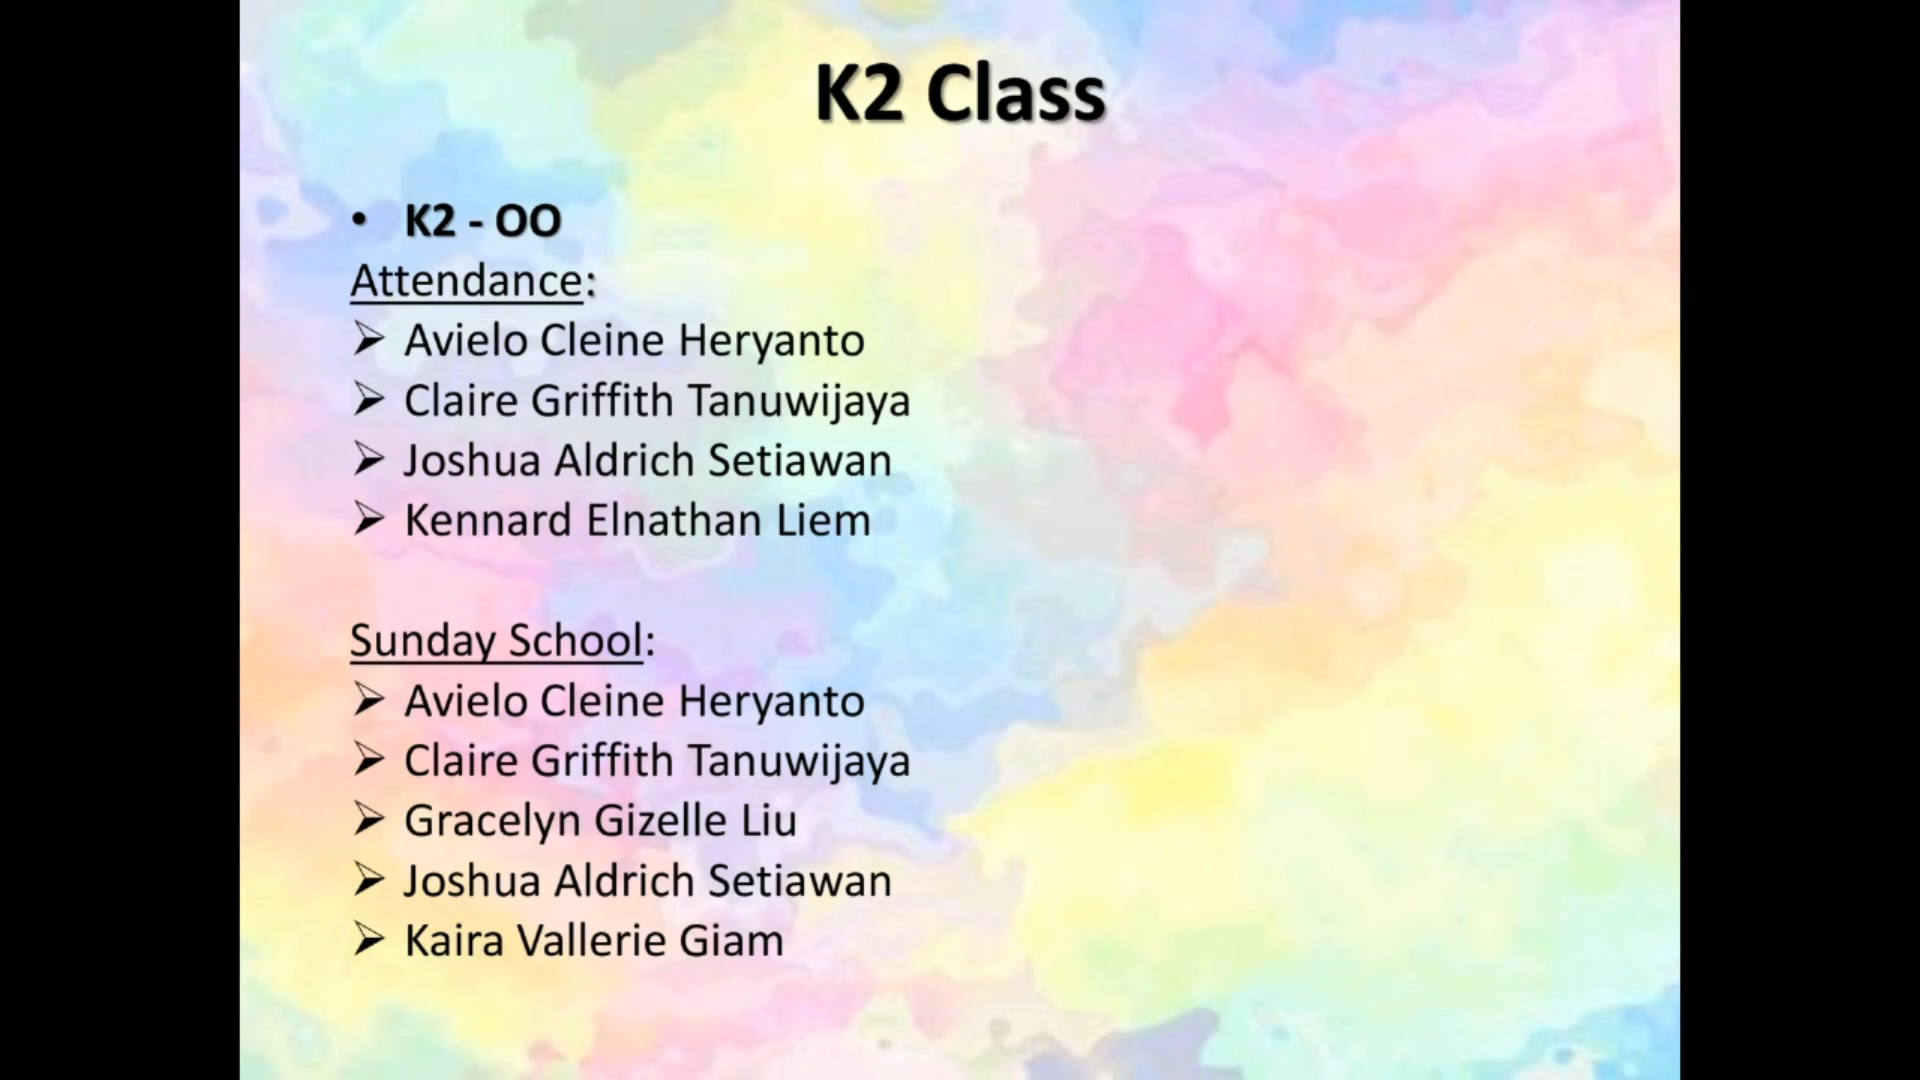 K2 Class
• K2 - OO
Attendance:
➢ Avielo Cleine Heryanto
➢ Claire Griffith Tanuwijaya
➢ Joshua Aldrich Setiawan
➢ Kennard Elnathan Liem
Sunday School:
➢ Avielo Cleine Heryanto
➢ Claire Griffith Tanuwijaya
➢ Gracelyn Gizelle Liu
➢ Joshua Aldrich Setiawan
➢ Kaira Vallerie Giam